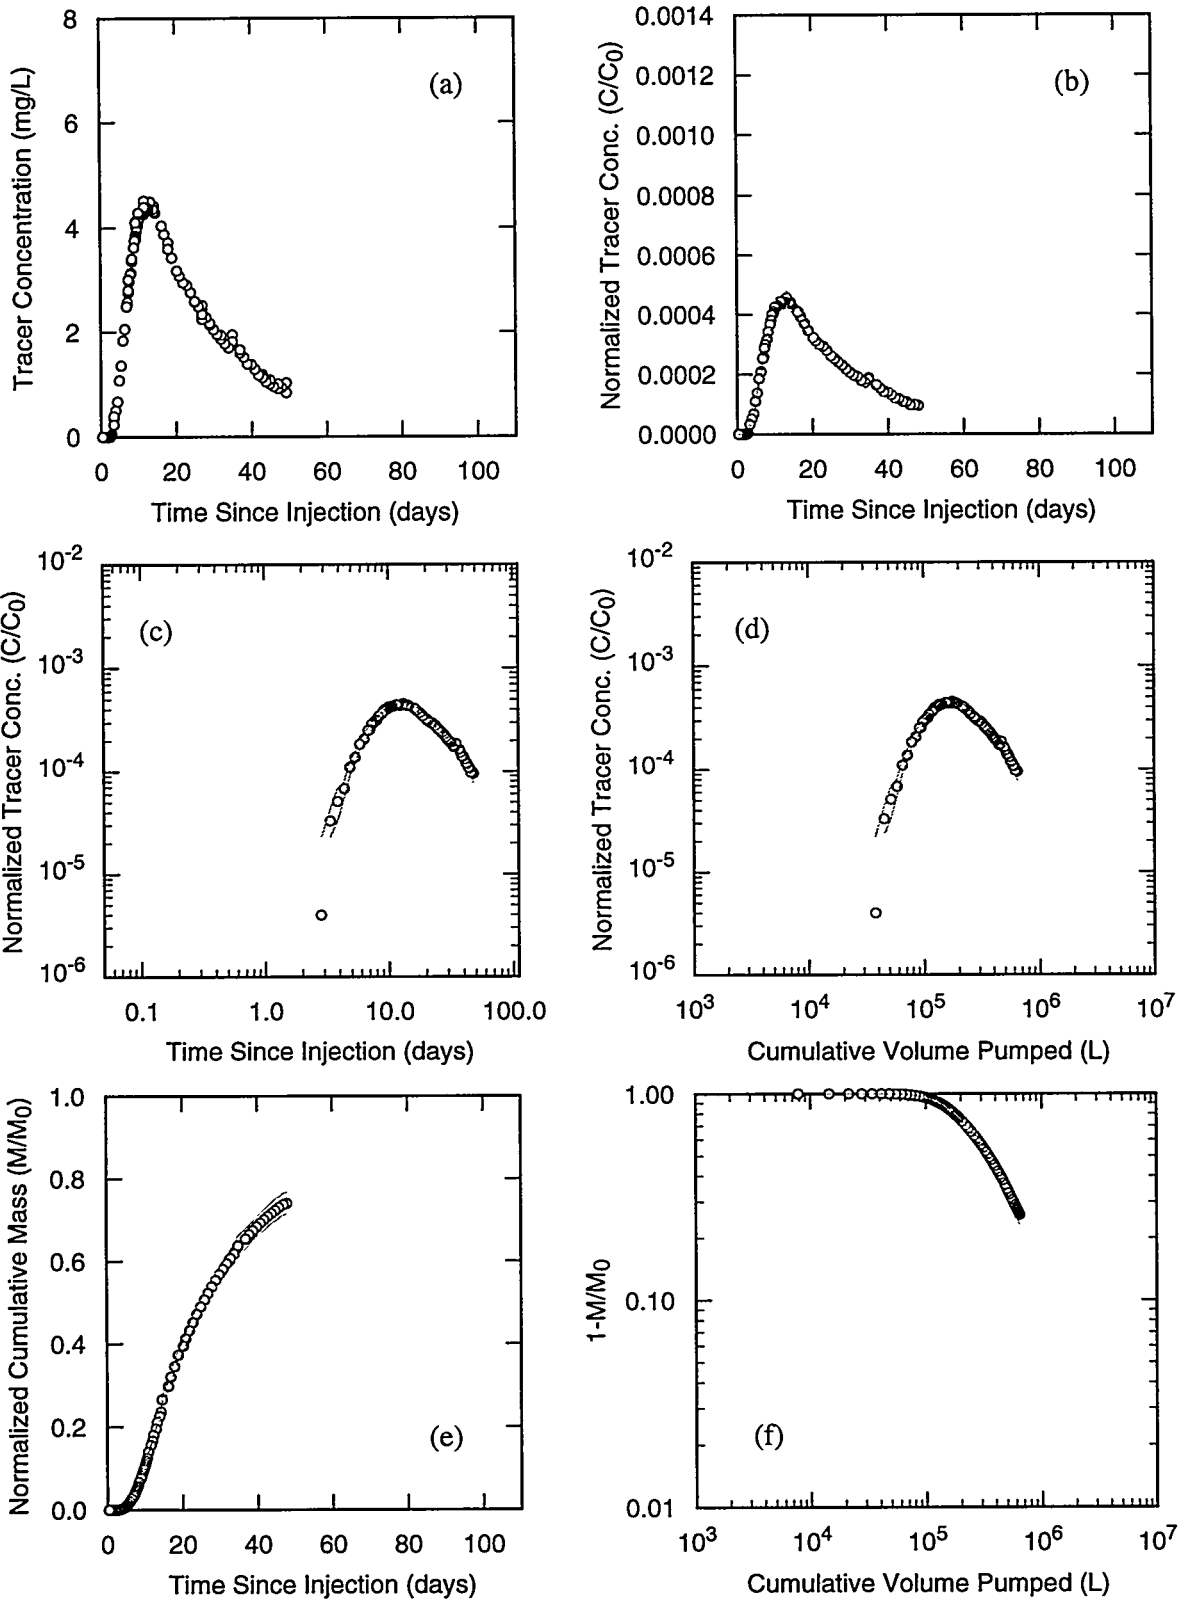 (a)
Tracer Concentration (mg/L)
8
6
4
2
0
0 20 40 60 80 100
Time Since Injection (days)
(b)
Normalized Tracer Conc. (C/C0)
0.0014
0.0012
0.0010
0.0008
0.0006
0.0004
0.0002
0.0000
0 20 40 60 80 100
Time Since Injection (days)
(c)
Normalized Tracer Conc. (C/C0)
10-2
10-3
10-4
10-5
10-6
0.1 1.0 10.0 100.0
Time Since Injection (days)
(d)
Normalized Tracer Conc. (C/C0)
10-2
10-3
10-4
10-5
10-6
103 104 105 106 107
Cumulative Volume Pumped (L)
(e)
Normalized Cumulative Mass (M/M0)
1.0
0.8
0.6
0.4
0.2
0.0
0 20 40 60 80 100
Time Since Injection (days)
(f)
1-M/M0
1.00
0.10
0.01
103 104 105 106 107
Cumulative Volume Pumped (L)